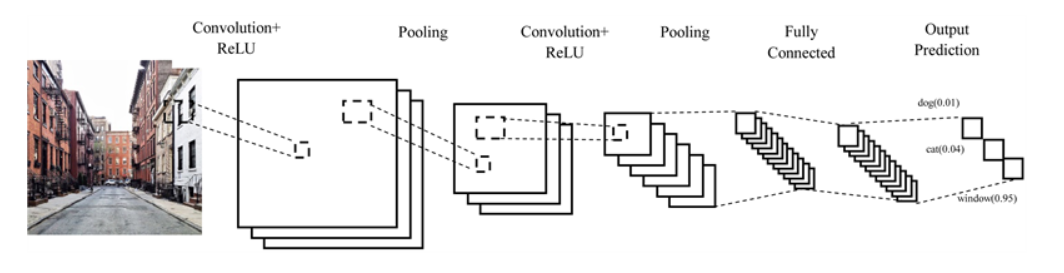 Convolution+
ReLU
Pooling
Convolution+
ReLU
Pooling
Fully
Connected
Output
Prediction
dog(0.01)
cat(0.04)
window(0.95)